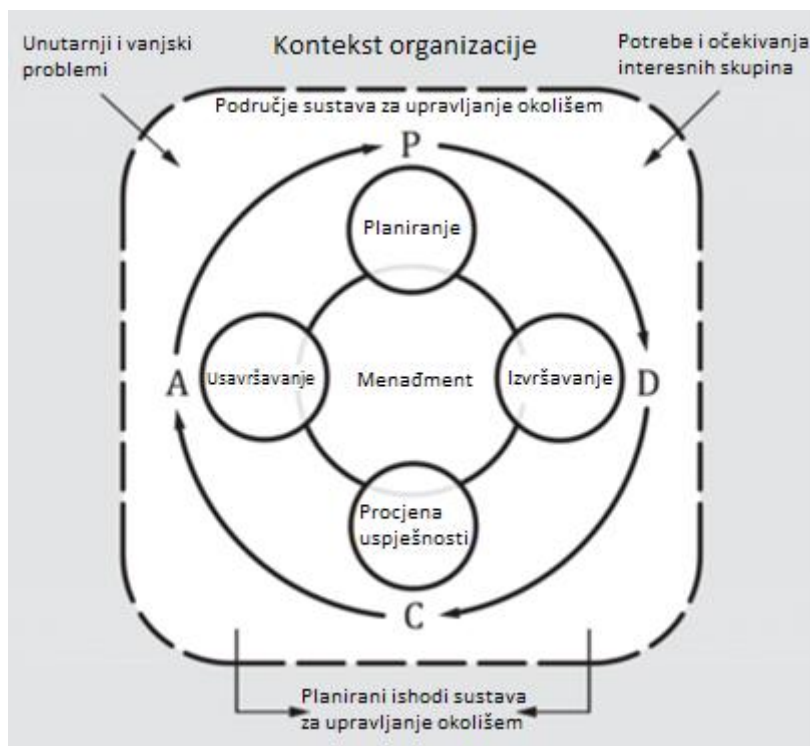 Unutarnji i vanjski
problemi
Kontekst organizacije
Potrebe i očekivanja
interesnih skupina
Područje sustava za upravljanje okolišem
P
Planiranje
A
Usavršavanje
Menađment
Izvršavanje
D
Procjena
uspješnosti
C
Planirani ishodi sustava
za upravljanje okolišem